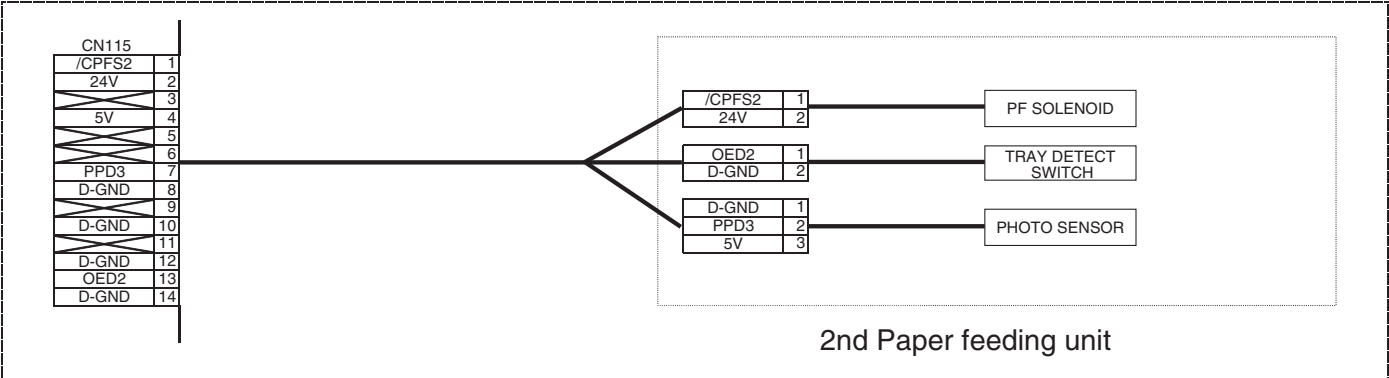 CN115
/CPFS2 1
24V 2
3
5V 4
5
6
PPD3 7
D-GND 8
9
D-GND 10
11
D-GND 12
OED2 13
D-GND 14
/CPFS2 1
24V 2
OED2 1
D-GND 2
D-GND 1
PPD3 2
5V 3
PF SOLENOID
TRAY DETECT
SWITCH
PHOTO SENSOR
2nd Paper feeding unit